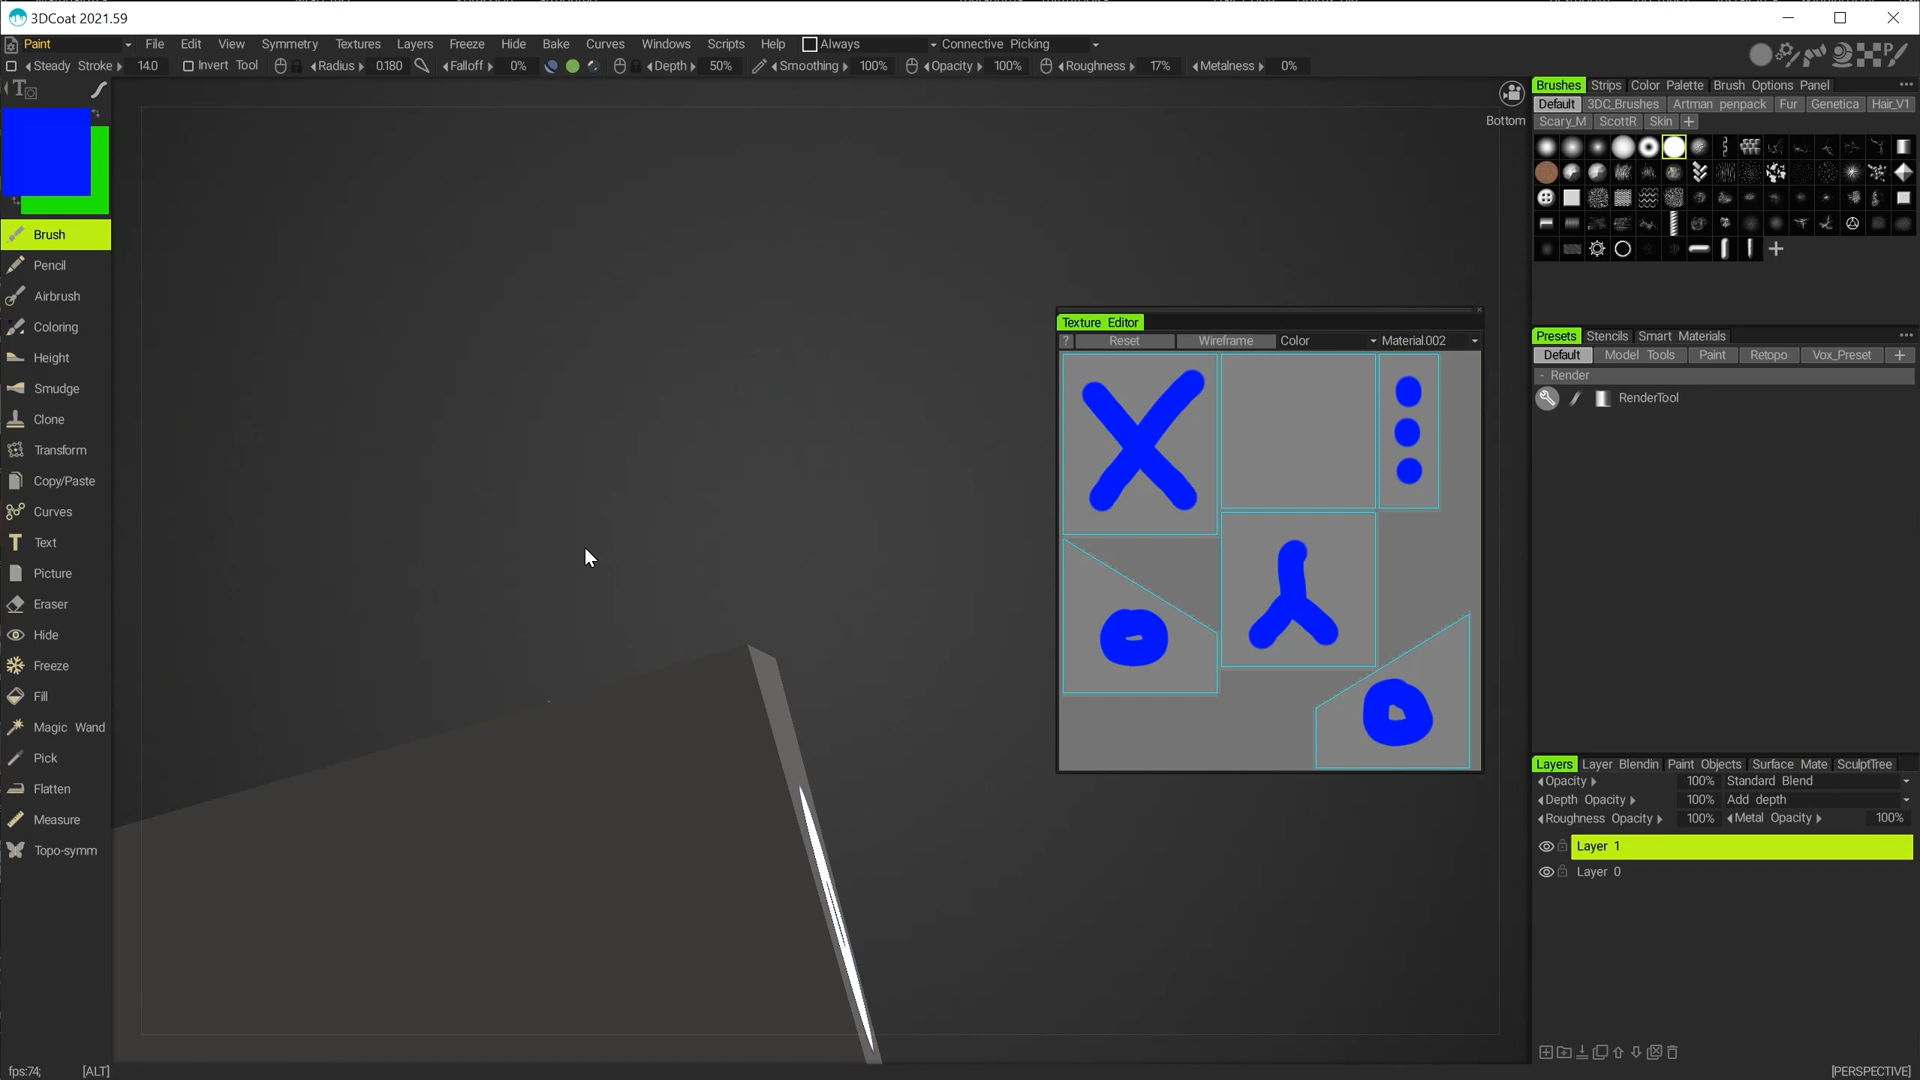 3DCoat 2021.59
Paint File Edit View Symmetry Textures Layers Freeze Hide Bake Curves Windows Scripts Help Always Connective Picking
Steady Stroke 14.0 Invert Tool Radius 0.180 Falloff 0% Depth 50% Smoothing 100% Opacity 100% Roughness 17% Metalness 0%
Bottom
Brush
Pencil
Airbrush
Coloring
Height
Smudge
Clone
Transform
Copy/Paste
Curves
Text
Picture
Eraser
Hide
Freeze
Fill
Magic Wand
Pick
Flatten
Measure
Topo-symm
Texture Editor
? Reset Wireframe Color Material.002
Brushes Strips Color Palette Brush Options Panel
Default 3DC_Brushes Artman penpack Fur Genetica Hair_V1
Scary_M ScottR Skin +
Presets Stencils Smart Materials
Default Model Tools Paint Retopo Vox_Preset +
- Render
RenderTool
Layers Layer Blendin Paint Objects Surface Mate SculptTree
Opacity 100% Standard Blend
Depth Opacity 100% Add depth
Roughness Opacity 100% Metal Opacity 100%
Layer 1
Layer 0
fps:74; [ALT] [PERSPECTIVE]